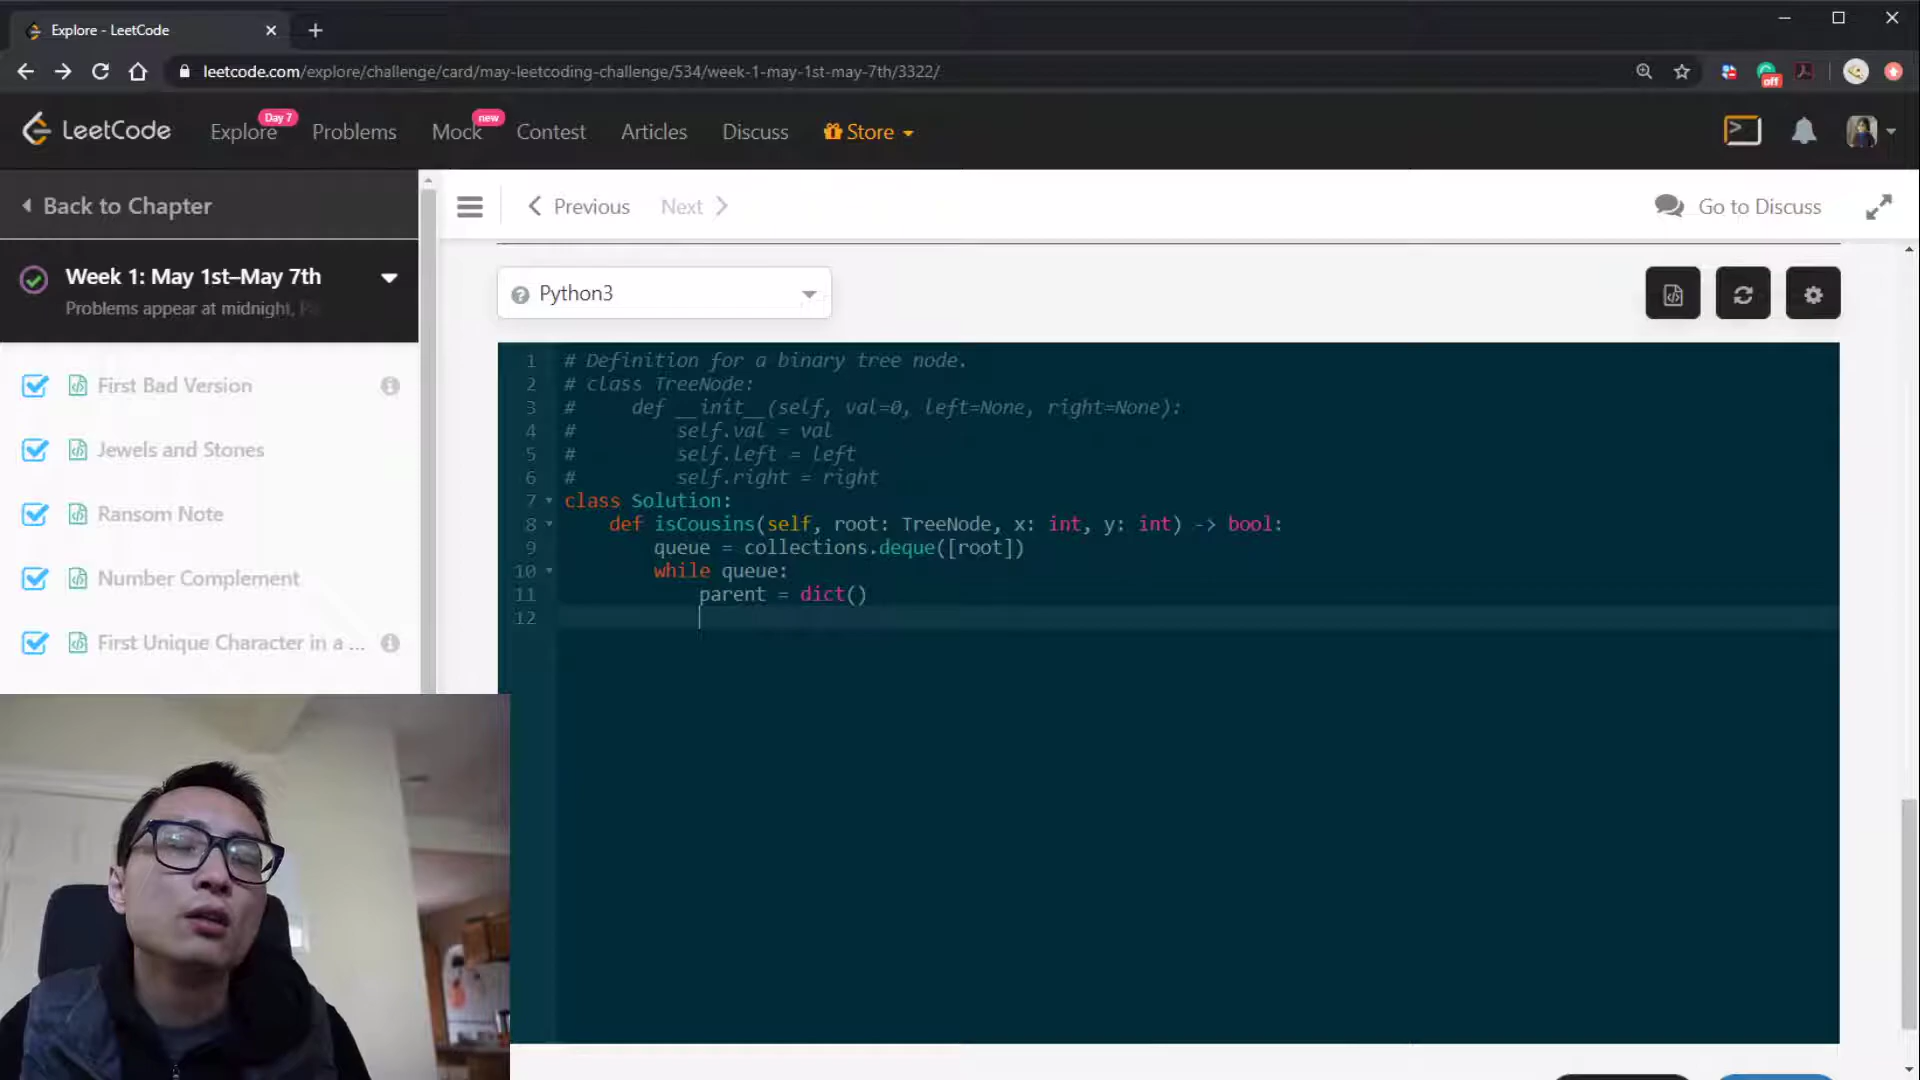 Explore - LeetCode
leetcode.com/explore/challenge/card/may-leetcoding-challenge/534/week-1-may-1st-may-7th/3322/
off
LeetCode
Explore
Day 7
Problems
Mock
new
Contest
Articles
Discuss
Store
Back to Chapter
Previous
Next
Go to Discuss
Week 1: May 1st–May 7th
Problems appear at midnight,
Python3
First Bad Version
Jewels and Stones
Ransom Note
Number Complement
First Unique Character in a ...
1 # Definition for a binary tree node.
2 # class TreeNode:
3 #     def __init__(self, val=0, left=None, right=None):
4 #         self.val = val
5 #         self.left = left
6 #         self.right = right
7 class Solution:
8     def isCousins(self, root: TreeNode, x: int, y: int) -> bool:
9         queue = collections.deque([root])
10         while queue:
11             parent = dict()
12